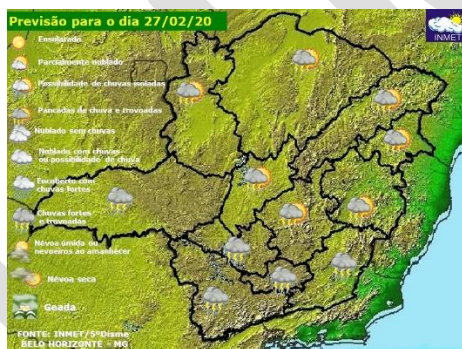 Previsão para o dia 27/02/20
INMET
Ensolarado
Parcialmente nublado
Possibilidade de chuvas isoladas
Pancadas de chuva e trovoadas
Nublado sem chuvas
Nublado com chuvas
ou possibilidade de chuva
Encoberto com
chuvas fortes
Chuvas fortes
e trovoadas
Névoa úmida ou
nevoeiros ao amanhecer
Névoa seca
Geada
FONTE: INMET/5ºDisme
BELO HORIZONTE - MG